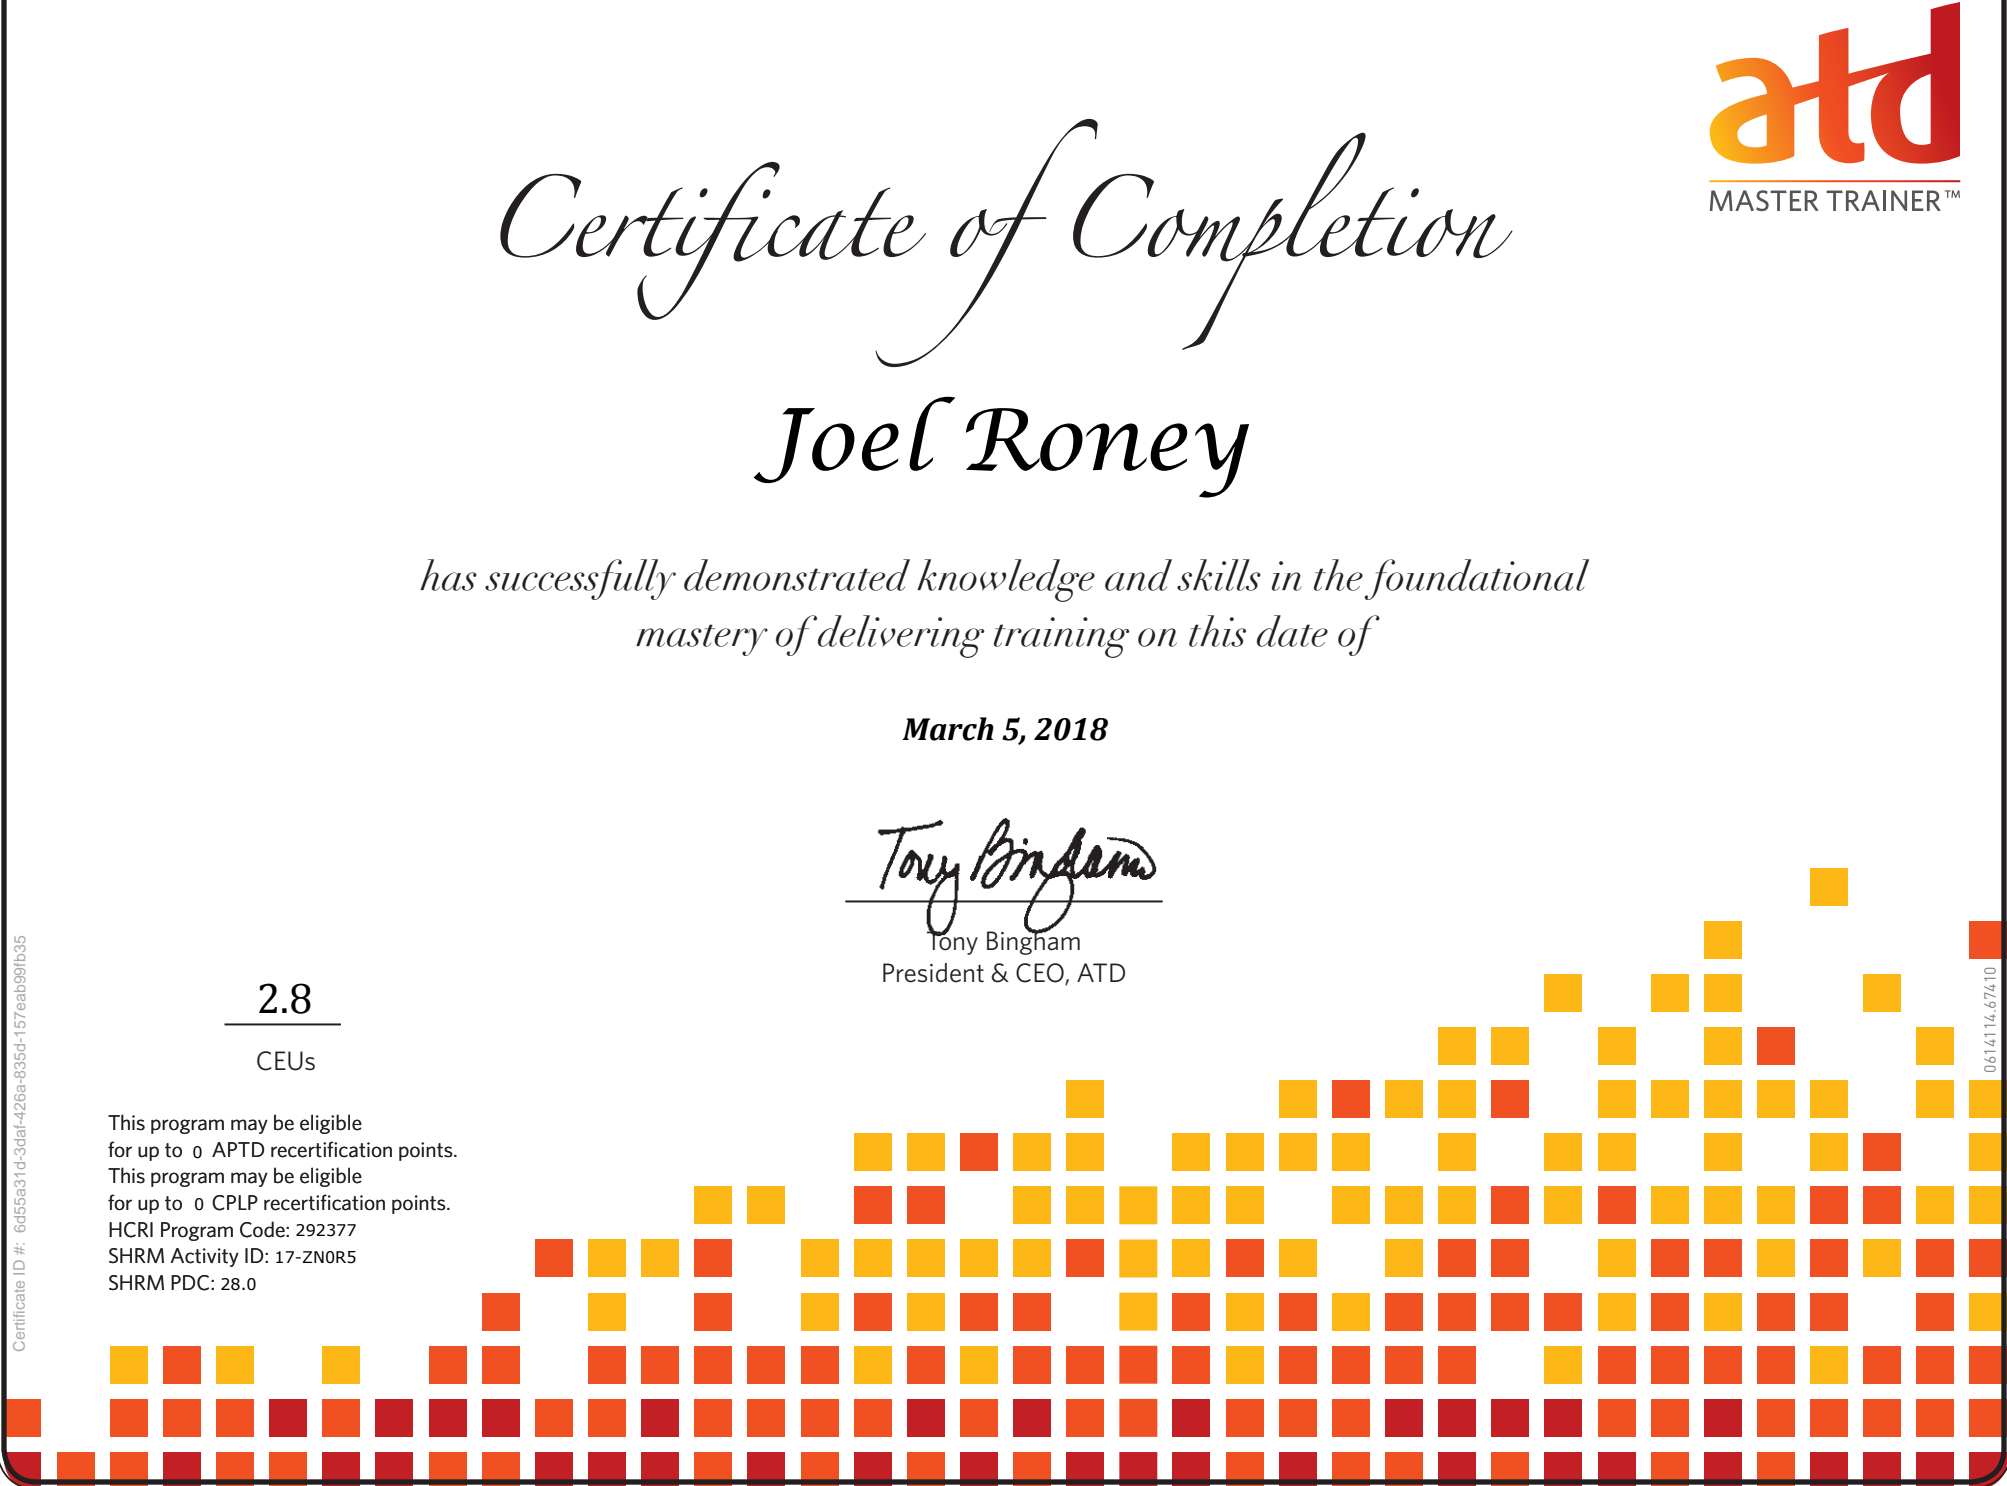 atd
MASTER TRAINER™
Certificate of Completion
Joel Roney
has successfully demonstrated knowledge and skills in the foundational
mastery of delivering training on this date of
March 5, 2018
Tony Bingham
Tony Bingham
President & CEO, ATD
2.8
CEUs
This program may be eligible
for up to 0 APTD recertification points.
This program may be eligible
for up to 0 CPLP recertification points.
HCRI Program Code: 292377
SHRM Activity ID: 17-ZN0R5
SHRM PDC: 28.0
Certificate ID #: 6d55a31d-3daf-426a-835d-157eab99fb35
0614114.67410